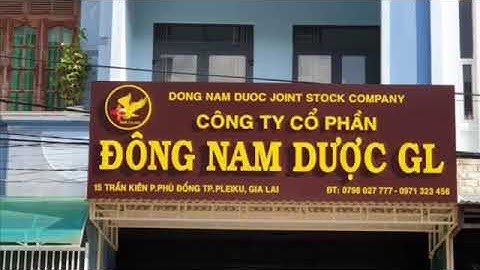 DONG NAM DUOC JOINT STOCK COMPANY
CÔNG TY CỔ PHẦN
ĐÔNG NAM DƯỢC GL
15 TRẦN KIÊN P.PHÙ ĐỔNG TP.PLEIKU, GIA LAI ĐT: 0798 027 777 - 0971 323 456